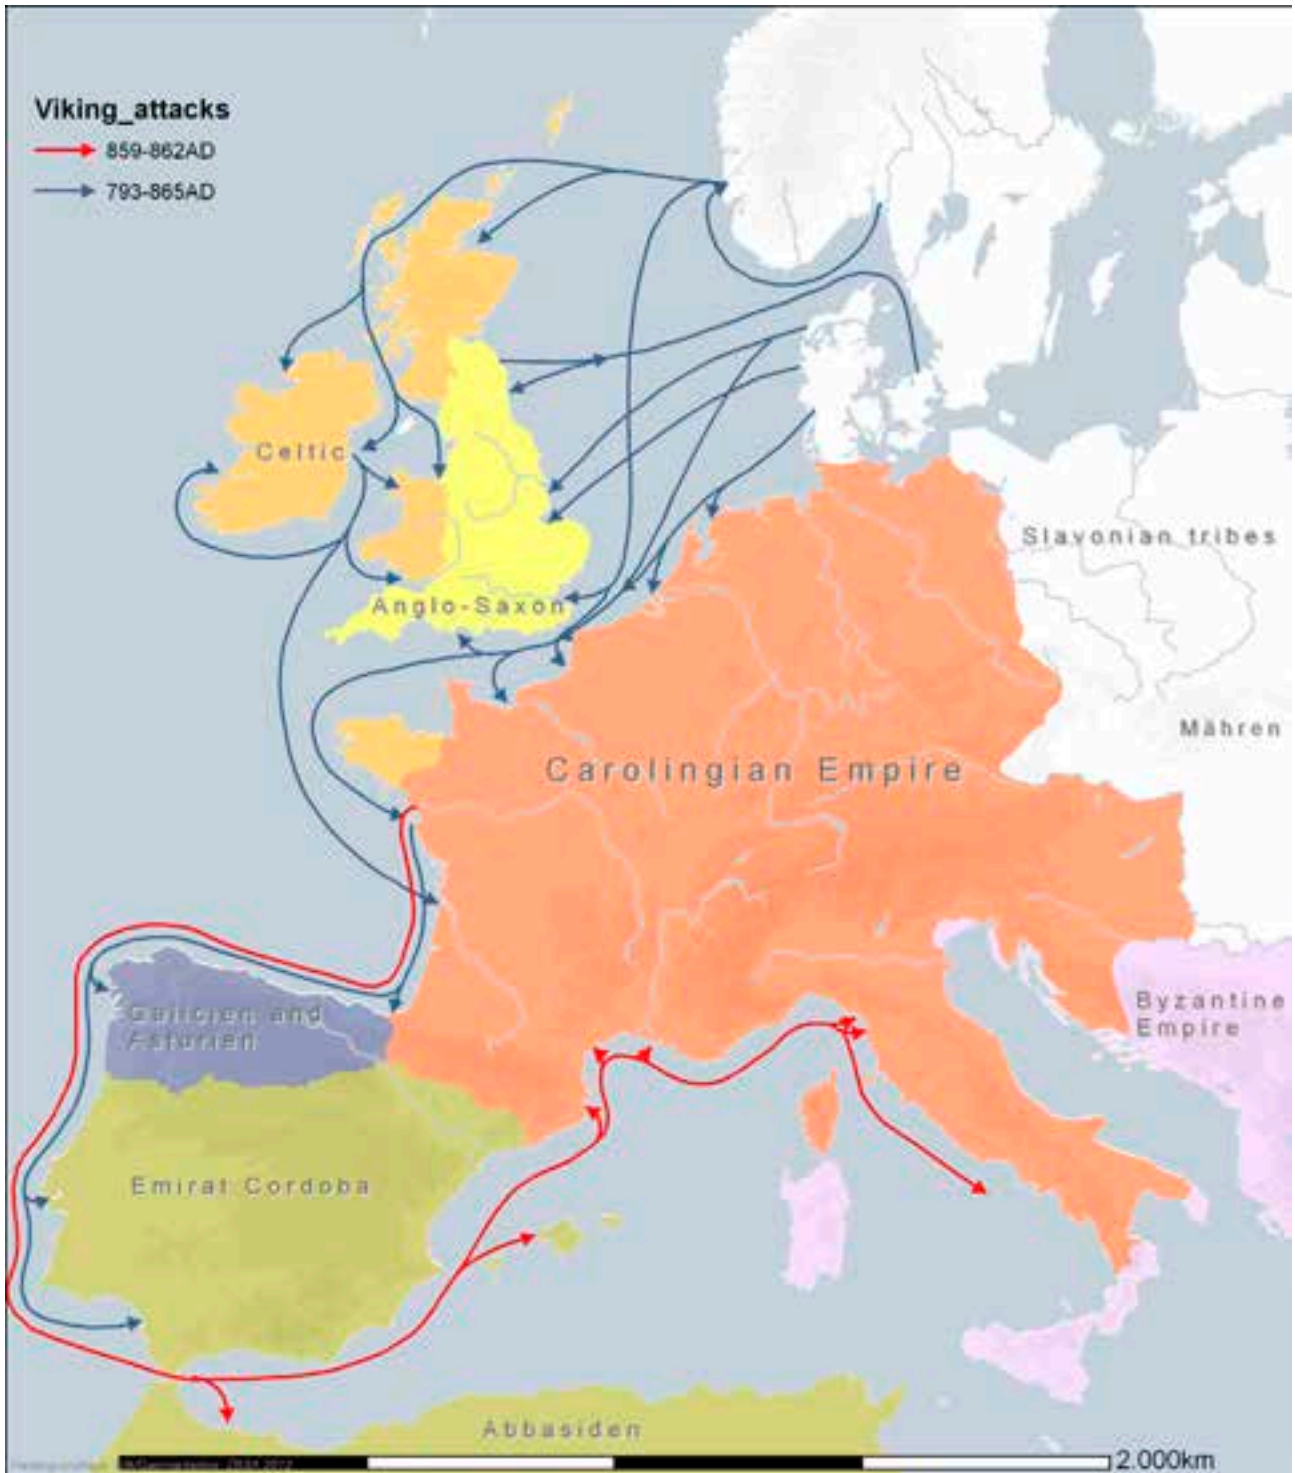 Viking_attacks
859-862AD
793-865AD
Celtic
Slavonian tribes
Anglo-Saxon
Mähren
Carolingian Empire
Galicien and
Asturien
Byzantine
Empire
Emirat Cordoba
Abbasiden
2.000km